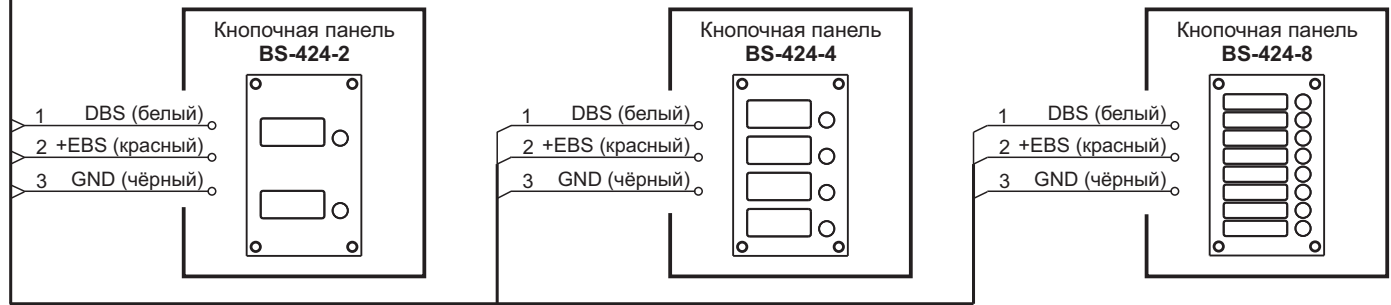 Кнопочная панель
BS-424-2
1 DBS (белый)
2 +EBS (красный)
3 GND (чёрный)
Кнопочная панель
BS-424-4
1 DBS (белый)
2 +EBS (красный)
3 GND (чёрный)
Кнопочная панель
BS-424-8
1 DBS (белый)
2 +EBS (красный)
3 GND (чёрный)